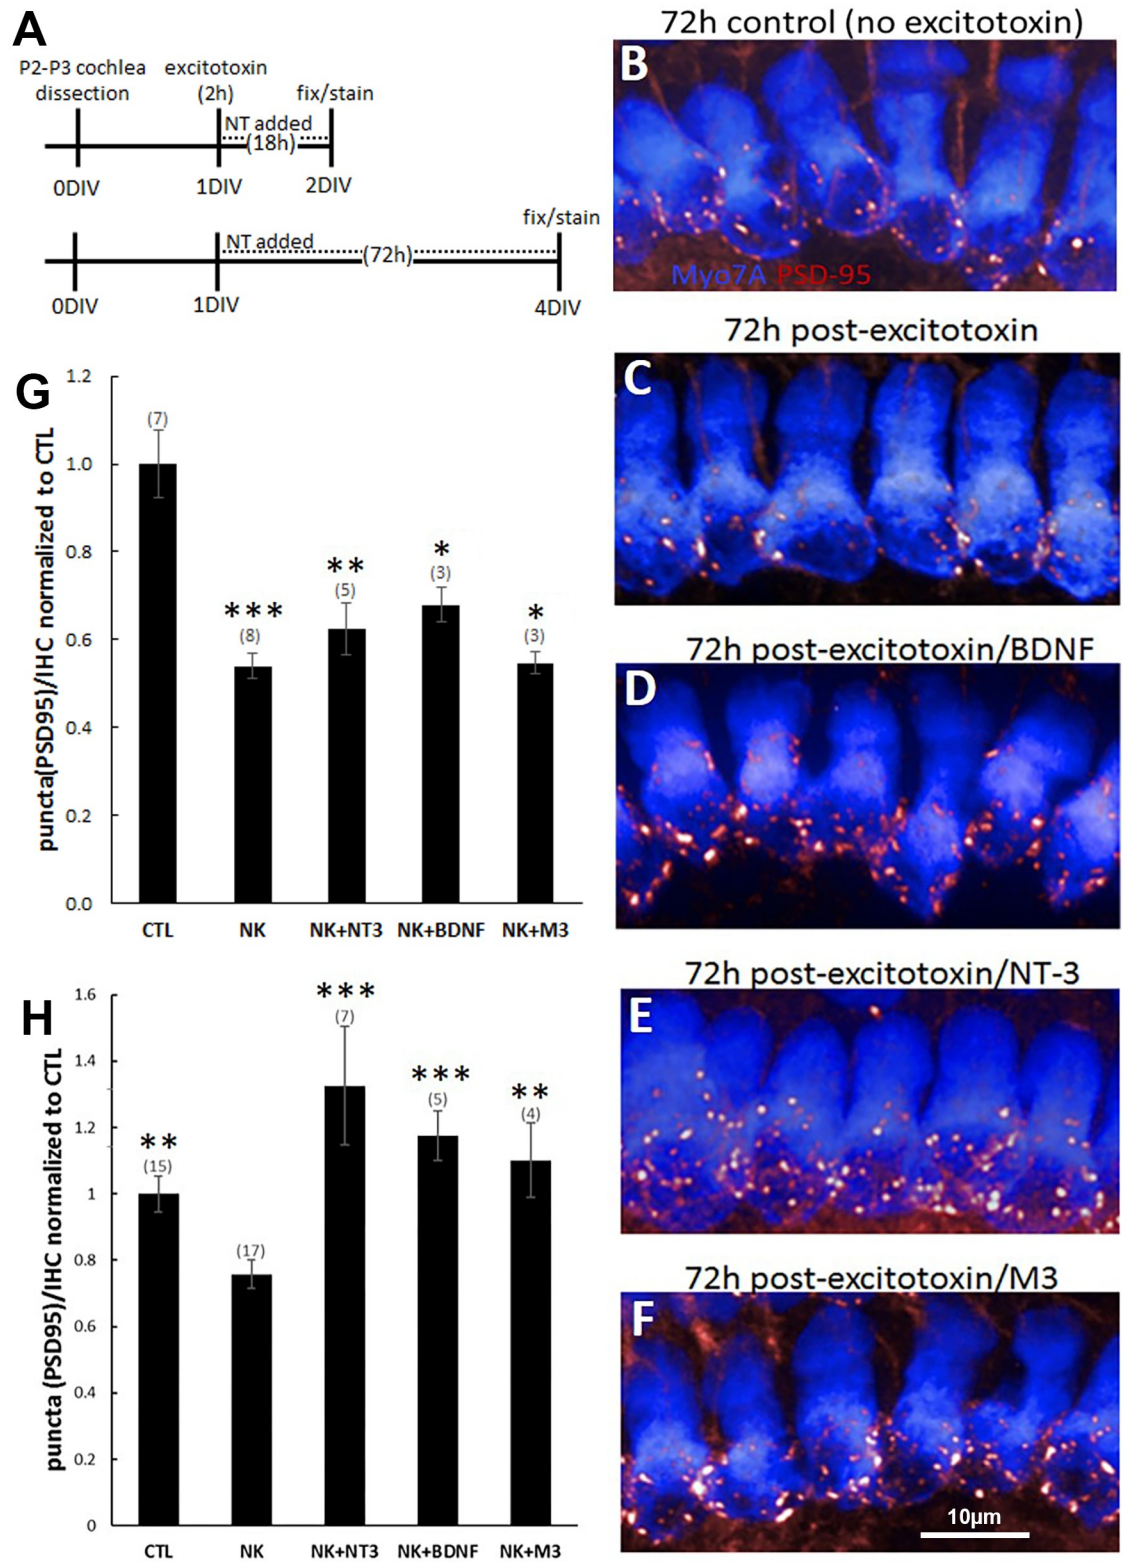 A
P2-P3 cochlea
dissection
excitotoxin
(2h)
fix/stain
NT added
(18h)
0DIV
1DIV
2DIV
fix/stain
NT added
(72h)
0DIV
1DIV
4DIV
72h control (no excitotoxin)
B
Myo7A PSD-95
72h post-excitotoxin
C
72h post-excitotoxin/BDNF
D
72h post-excitotoxin/NT-3
E
72h post-excitotoxin/M3
F
10µm
G
puncta(PSD95)/IHC normalized to CTL
1.2
1.0
0.8
0.6
0.4
0.2
0.0
(7)
***
(8)
**
(5)
*
(3)
*
(3)
CTL NK NK+NT3 NK+BDNF NK+M3
H
puncta (PSD95)/IHC normalized to CTL
1.6
1.4
1.2
1
0.8
0.6
0.4
0.2
0
**
(15)
(17)
***
(7)
***
(5)
**
(4)
CTL NK NK+NT3 NK+BDNF NK+M3